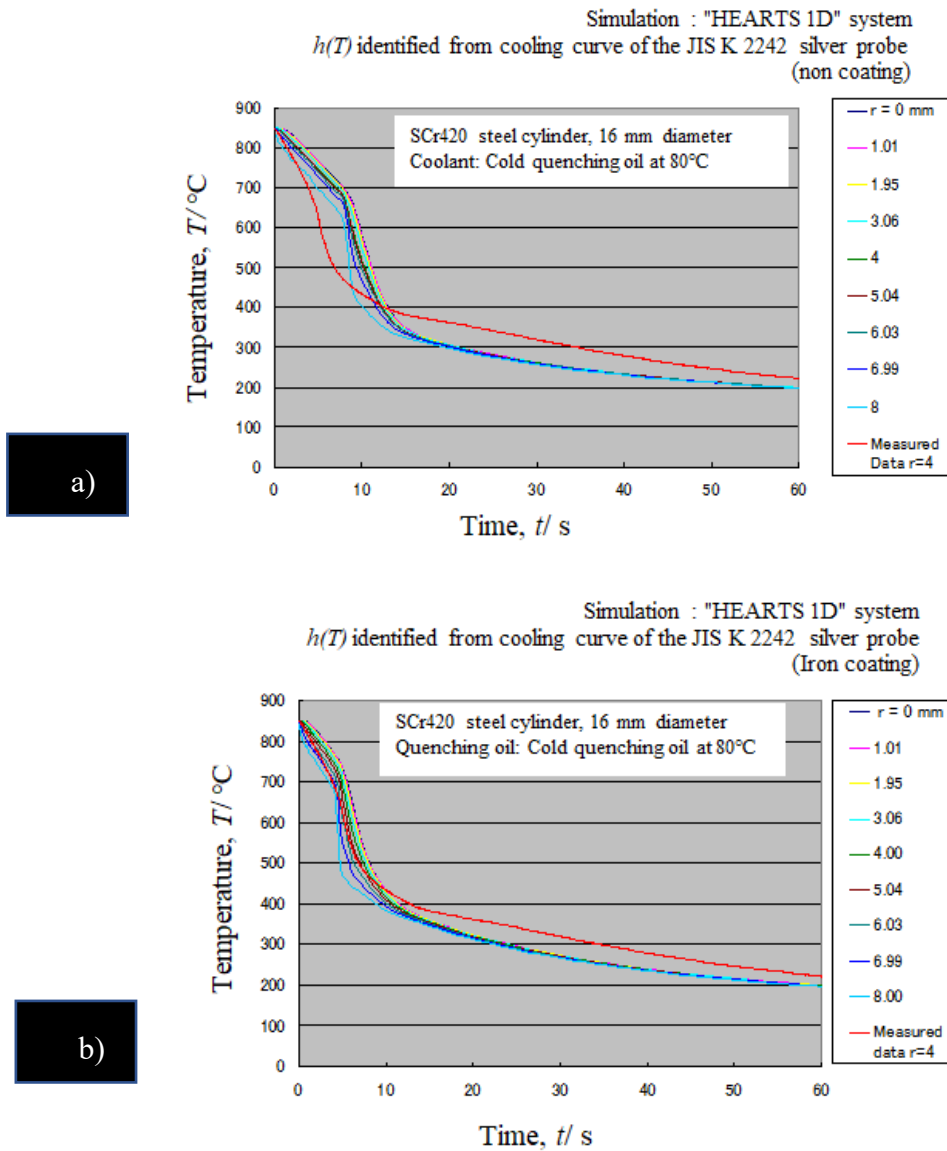 Simulation : "HEARTS 1D" system
h(T) identified from cooling curve of the JIS K 2242 silver probe
(non coating)
900
800
700
600
500
400
300
200
100
0
Temperature, T/ °C
SCr420 steel cylinder, 16 mm diameter
Coolant: Cold quenching oil at 80°C
0 10 20 30 40 50 60
Time, t/ s
r = 0 mm
1.01
1.95
3.06
4
5.04
6.03
6.99
8
Measured
Data r=4
a)
Simulation : "HEARTS 1D" system
h(T) identified from cooling curve of the JIS K 2242 silver probe
(Iron coating)
900
800
700
600
500
400
300
200
100
0
Temperature, T/ °C
SCr420 steel cylinder, 16 mm diameter
Quenching oil: Cold quenching oil at 80°C
0 10 20 30 40 50 60
Time, t/ s
r = 0 mm
1.01
1.95
3.06
4.00
5.04
6.03
6.99
8.00
Measured
data r=4
b)